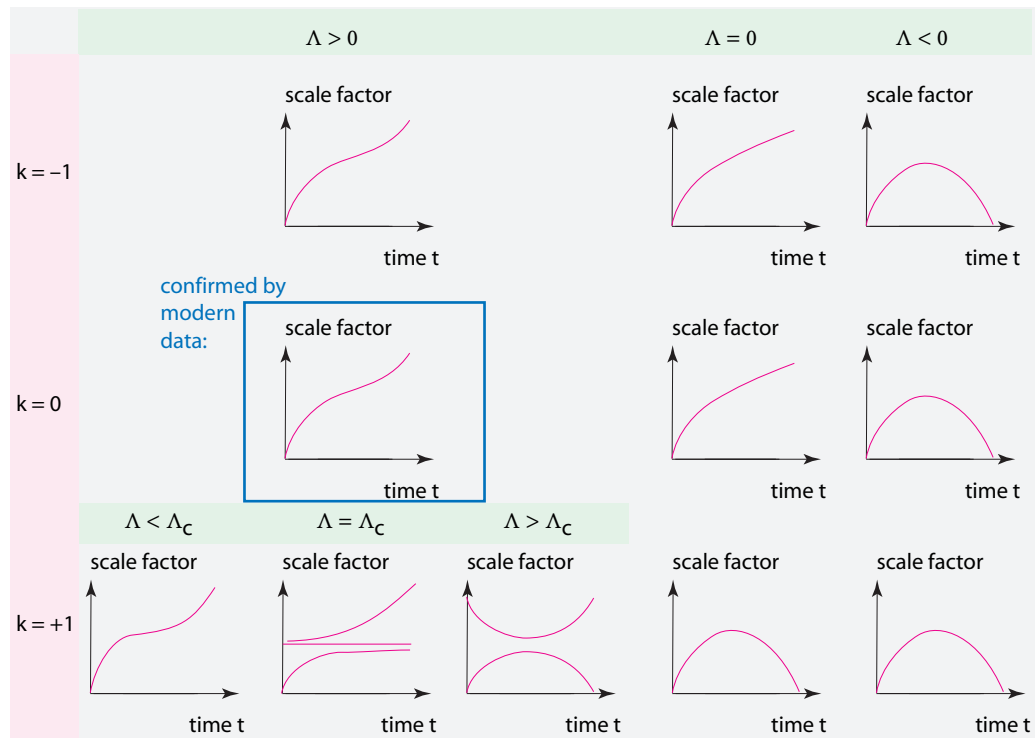 Λ > 0
Λ = 0
Λ < 0
k = –1
scale factor
time t
scale factor
time t
scale factor
time t
confirmed by
modern
data:
k = 0
scale factor
time t
scale factor
time t
scale factor
time t
Λ < ΛC
Λ = ΛC
Λ > ΛC
k = +1
scale factor
time t
scale factor
time t
scale factor
time t
scale factor
time t
scale factor
time t